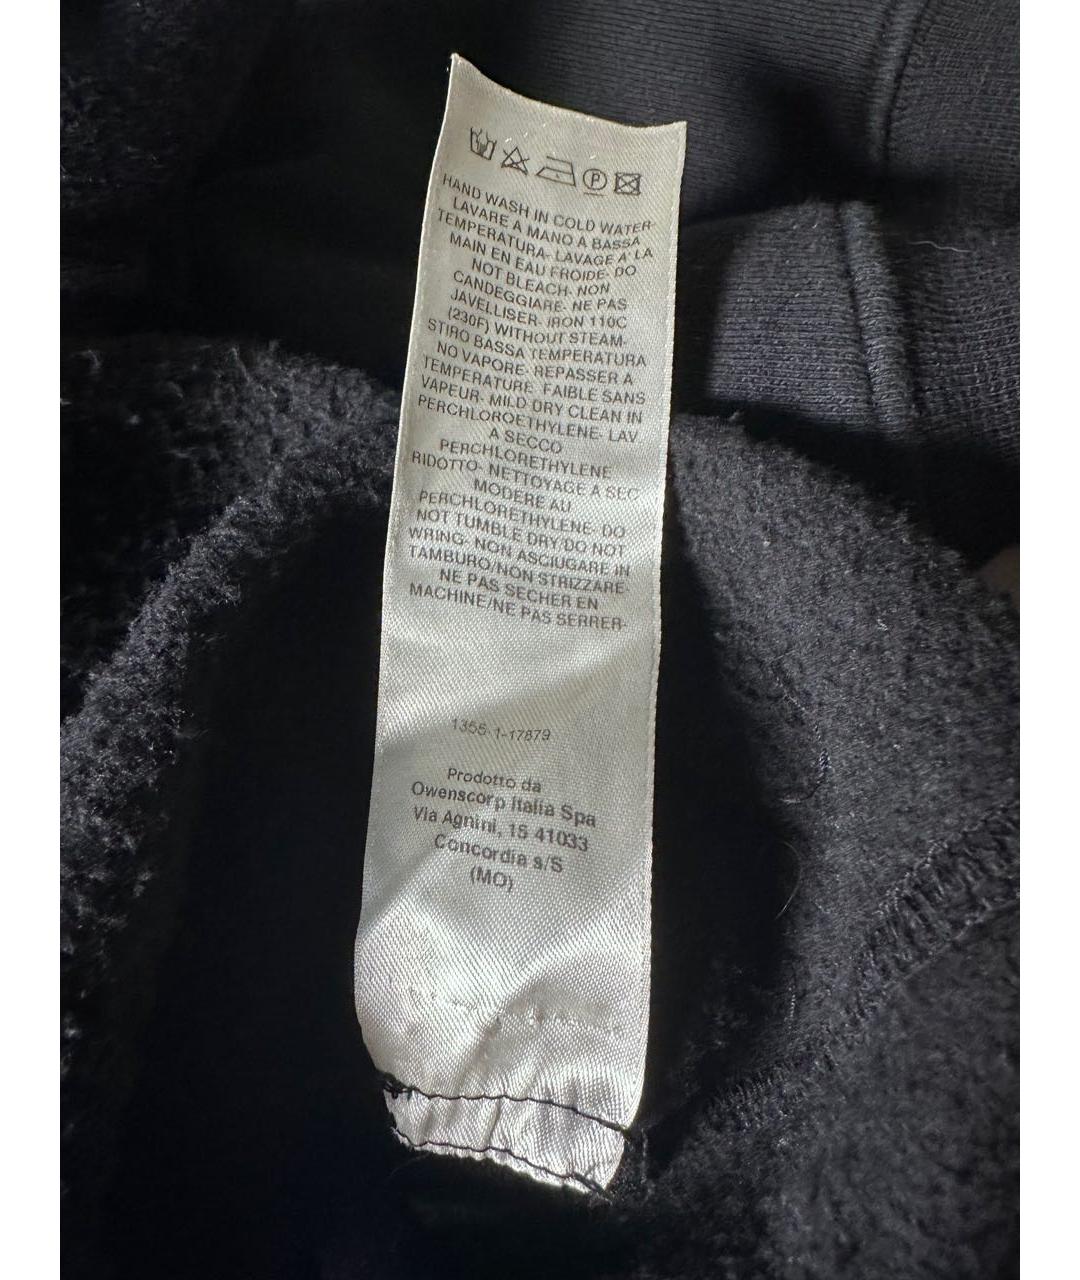 HAND WASH IN COLD WATER-
LAVARE A MANO A BASSA
TEMPERATURA- LAVAGE A LA
MAIN EN EAU FROIDE- DO
NOT BLEACH- NON
CANDEGGIARE- NE PAS
JAVELLISER- IRON 110C
(230F) WITHOUT STEAM-
STIRO BASSA TEMPERATURA
NO VAPORE- REPASSER A
TEMPERATURE FAIBLE SANS
VAPEUR- MILD DRY CLEAN IN
PERCHLOROETHYLENE- LAV
A SECCO
PERCHLORETHYLENE
RIDOTTO- NETTOYAGE A SEC
MODERE AU
PERCHLORETHYLENE- DO
NOT TUMBLE DRY/DO NOT
WRING- NON ASCIUGARE IN
TAMBURO/NON STRIZZARE-
NE PAS SECHER EN
MACHINE/NE PAS SERRER-
1355-1-17879
Prodotto da
Owenscorp Italia Spa
Via Agnini, 15 41033
Concordia s/S
(MO)